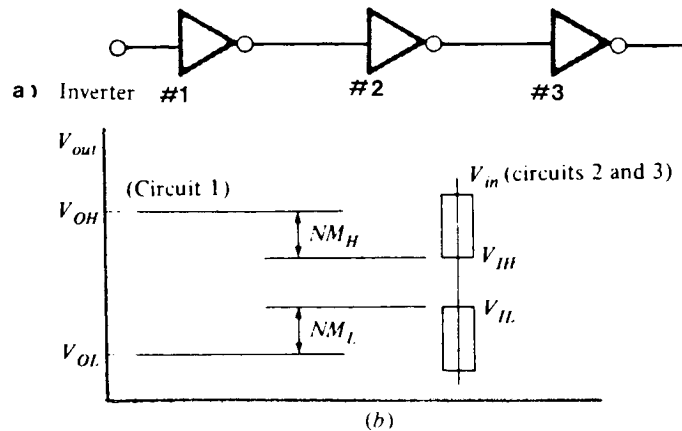 a) Inverter #1 #2 #3
V_out
(Circuit 1)
V_in (circuits 2 and 3)
V_OH
NM_H
V_IH
V_IL
NM_L
V_OL
(b)